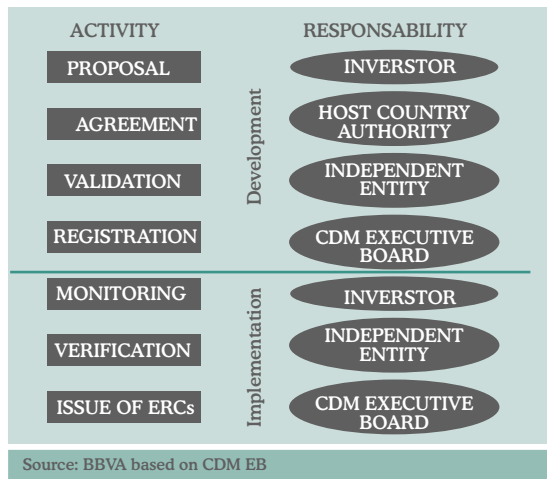 ACTIVITY RESPONSABILITY
PROPOSAL INVERSTOR
AGREEMENT HOST COUNTRY
AUTHORITY
VALIDATION INDEPENDENT
ENTITY
REGISTRATION CDM EXECUTIVE
BOARD
Development
MONITORING INVERSTOR
VERIFICATION INDEPENDENT
ENTITY
ISSUE OF ERCs CDM EXECUTIVE
BOARD
Implementation
Source: BBVA based on CDM EB